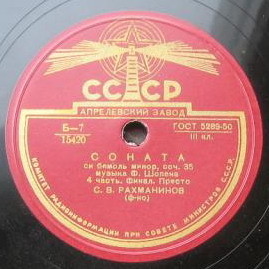 СССР
АПРЕЛЕВСКИЙ ЗАВОД
Б—7
15420
ГОСТ 5289-50
III кл.
СОНАТА
си бемоль минор, соч. 35
музыка Ф. Шопена
4 часть. Финал. Престо
С. В. РАХМАНИНОВ
(ф-но)
КОМИТЕТ РАДИОИНФОРМАЦИИ ПРИ СОВЕТЕ МИНИСТРОВ СССР.